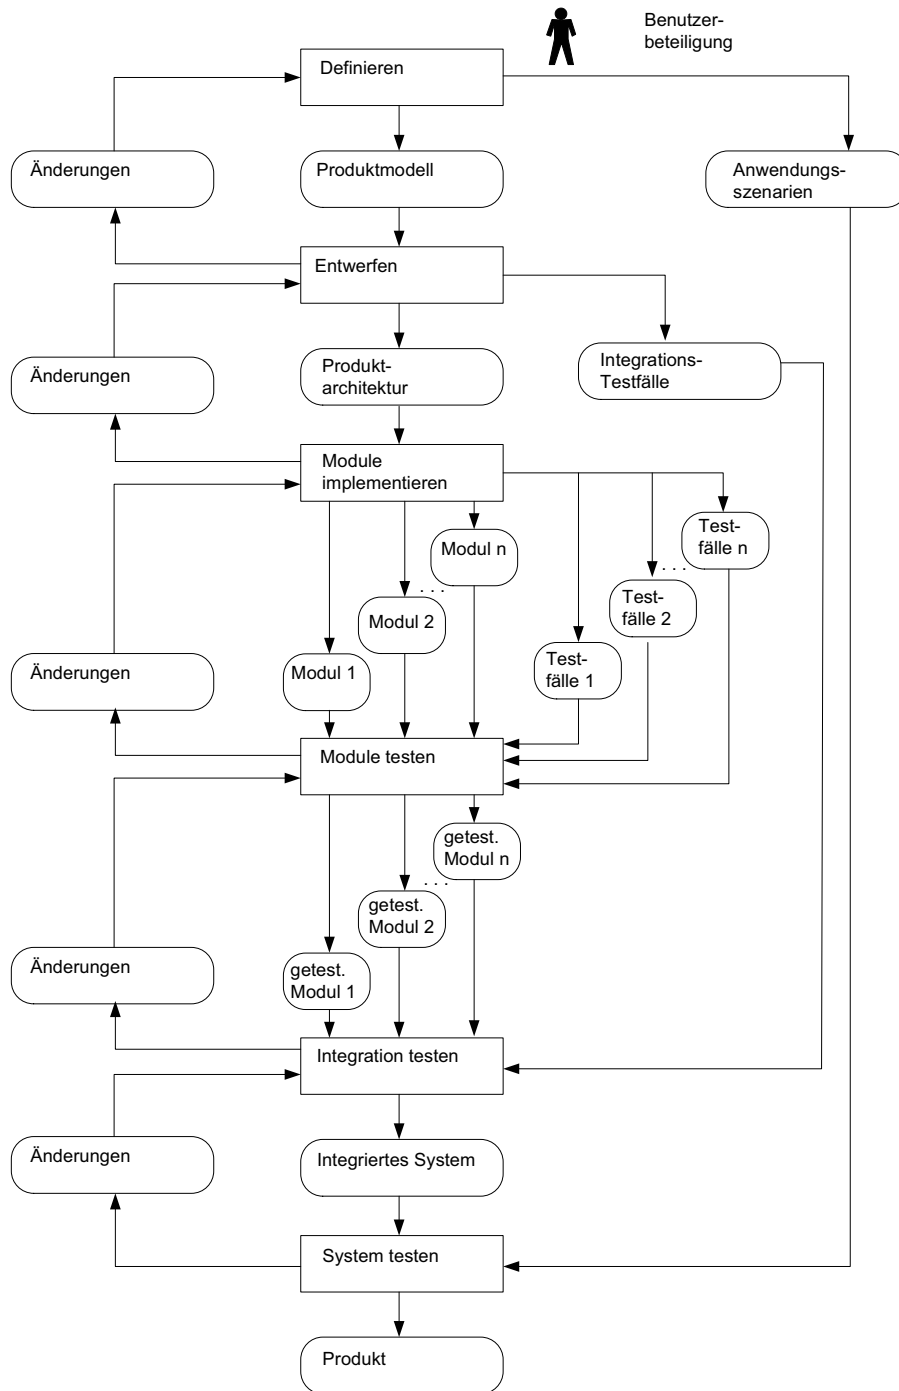 Benutzer-
beteiligung
Definieren
Änderungen
Produktmodell
Anwendungs-
szenarien
Entwerfen
Änderungen
Produkt-
architektur
Integrations-
Testfälle
Module
implementieren
Modul n
Test-
fälle n
. . .
. . .
Modul 2
Test-
fälle 2
Änderungen
Modul 1
Test-
fälle 1
Module testen
getest.
Modul n
. . .
getest.
Modul 2
Änderungen
getest.
Modul 1
Integration testen
Änderungen
Integriertes System
System testen
Produkt